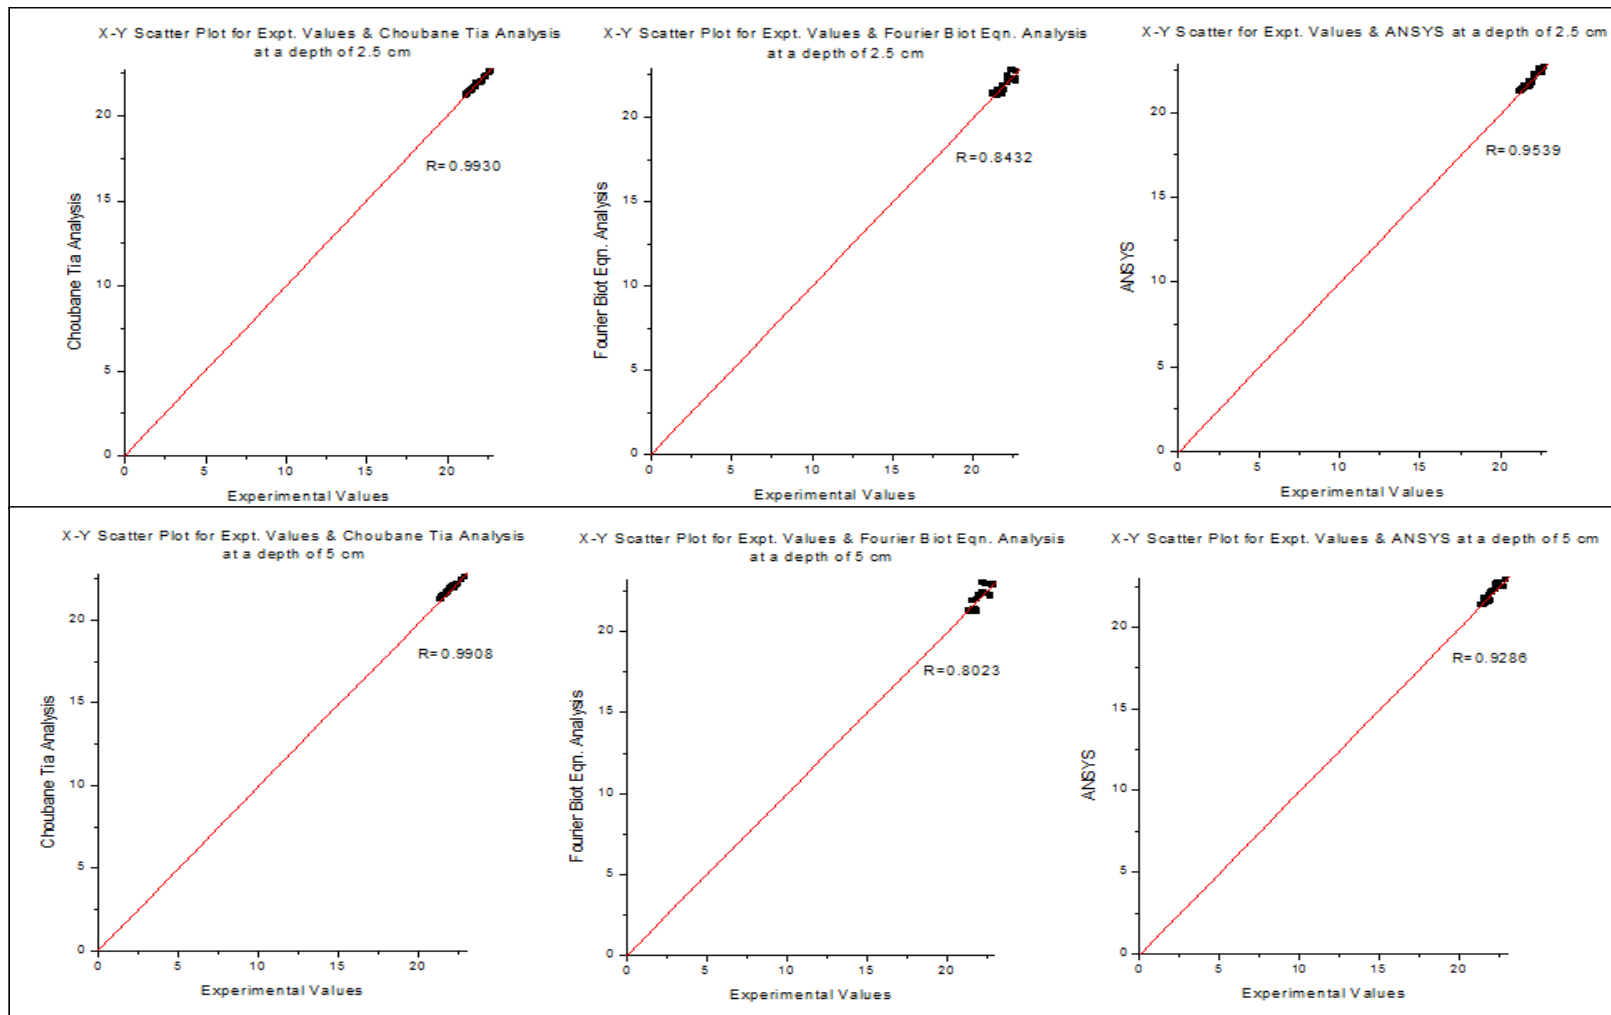 X-Y Scatter Plot for Expt. Values & Choubane Tia Analysis
at a depth of 2.5 cm
20
15
10
5
0
0 5 10 15 20
Choubane Tia Analysis
Experimental Values
R=0.9930
X-Y Scatter Plot for Expt. Values & Fourier Biot Eqn. Analysis
at a depth of 2.5 cm
20
15
10
5
0
0 5 10 15 20
Fourier Biot Eqn. Analysis
Experimental Values
R=0.8432
X-Y Scatter for Expt. Values & ANSYS at a depth of 2.5 cm
20
15
10
5
0
0 5 10 15 20
ANSYS
Experimental Values
R=0.9539
X-Y Scatter Plot for Expt. Values & Choubane Tia Analysis
at a depth of 5 cm
20
15
10
5
0
0 5 10 15 20
Choubane Tia Analysis
Experimental Values
R=0.9908
X-Y Scatter Plot for Expt. Values & Fourier Biot Eqn. Analysis
at a depth of 5 cm
20
15
10
5
0
0 5 10 15 20
Fourier Biot Eqn. Analysis
Experimental Values
R=0.8023
X-Y Scatter Plot for Expt. Values & ANSYS at a depth of 5 cm
20
15
10
5
0
0 5 10 15 20
ANSYS
Experimental Values
R=0.9286